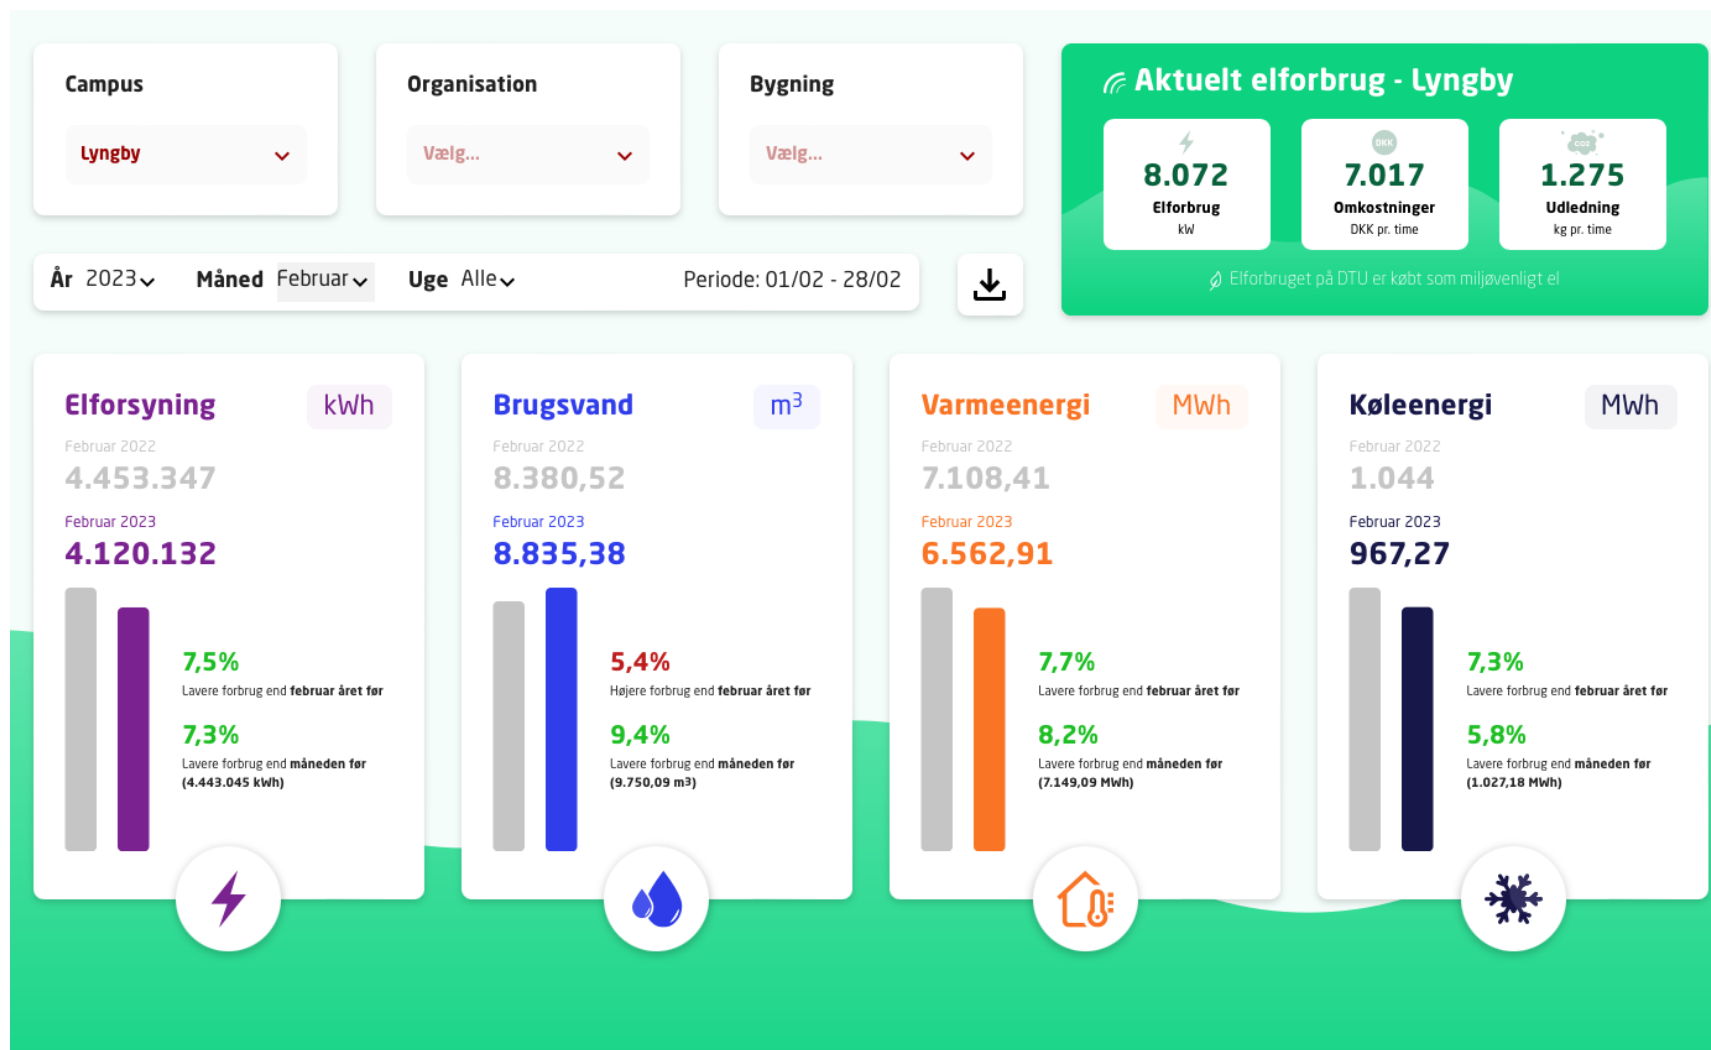 Campus
Lyngby
Organisation
Vælg...
Bygning
Vælg...
Aktuelt elforbrug - Lyngby
8.072
Elforbrug
kW
DKK
7.017
Omkostninger
DKK pr. time
CO2
1.275
Udledning
kg pr. time
Elforbruget på DTU er købt som miljøvenligt el
År 2023 Måned Februar Uge Alle Periode: 01/02 - 28/02
Elforsyning kWh
Februar 2022
4.453.347
Februar 2023
4.120.132
7,5%
Lavere forbrug end februar året før
7,3%
Lavere forbrug end måneden før
(4.443.045 kWh)
Brugsvand m³
Februar 2022
8.380,52
Februar 2023
8.835,38
5,4%
Højere forbrug end februar året før
9,4%
Lavere forbrug end måneden før
(9.750,09 m³)
Varmeenergi MWh
Februar 2022
7.108,41
Februar 2023
6.562,91
7,7%
Lavere forbrug end februar året før
8,2%
Lavere forbrug end måneden før
(7.149,09 MWh)
Køleenergi MWh
Februar 2022
1.044
Februar 2023
967,27
7,3%
Lavere forbrug end februar året før
5,8%
Lavere forbrug end måneden før
(1.027,18 MWh)